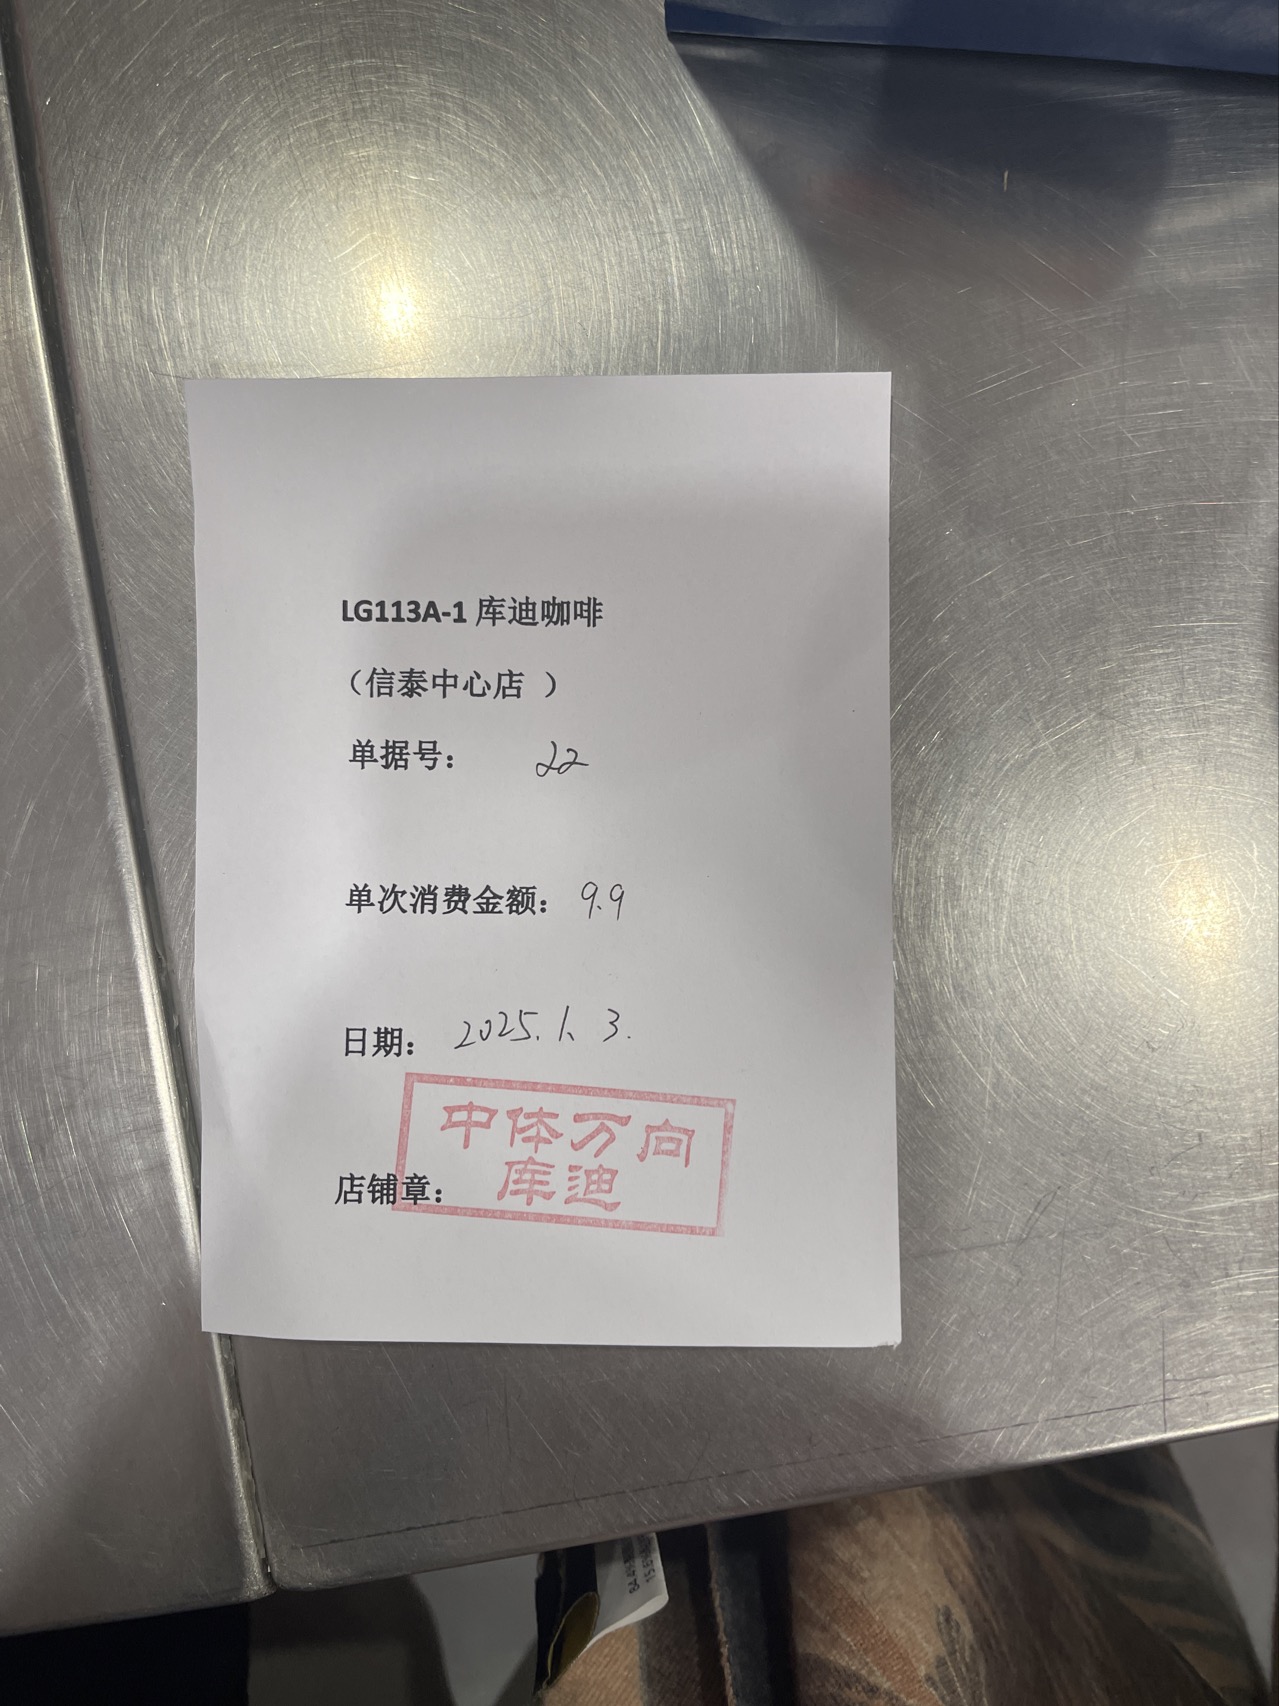 LG113A-1 库迪咖啡
（信泰中心店 ）
单据号： 22
单次消费金额： 9.9
日期： 2025.1.3.
中体万向
库迪
店铺章：